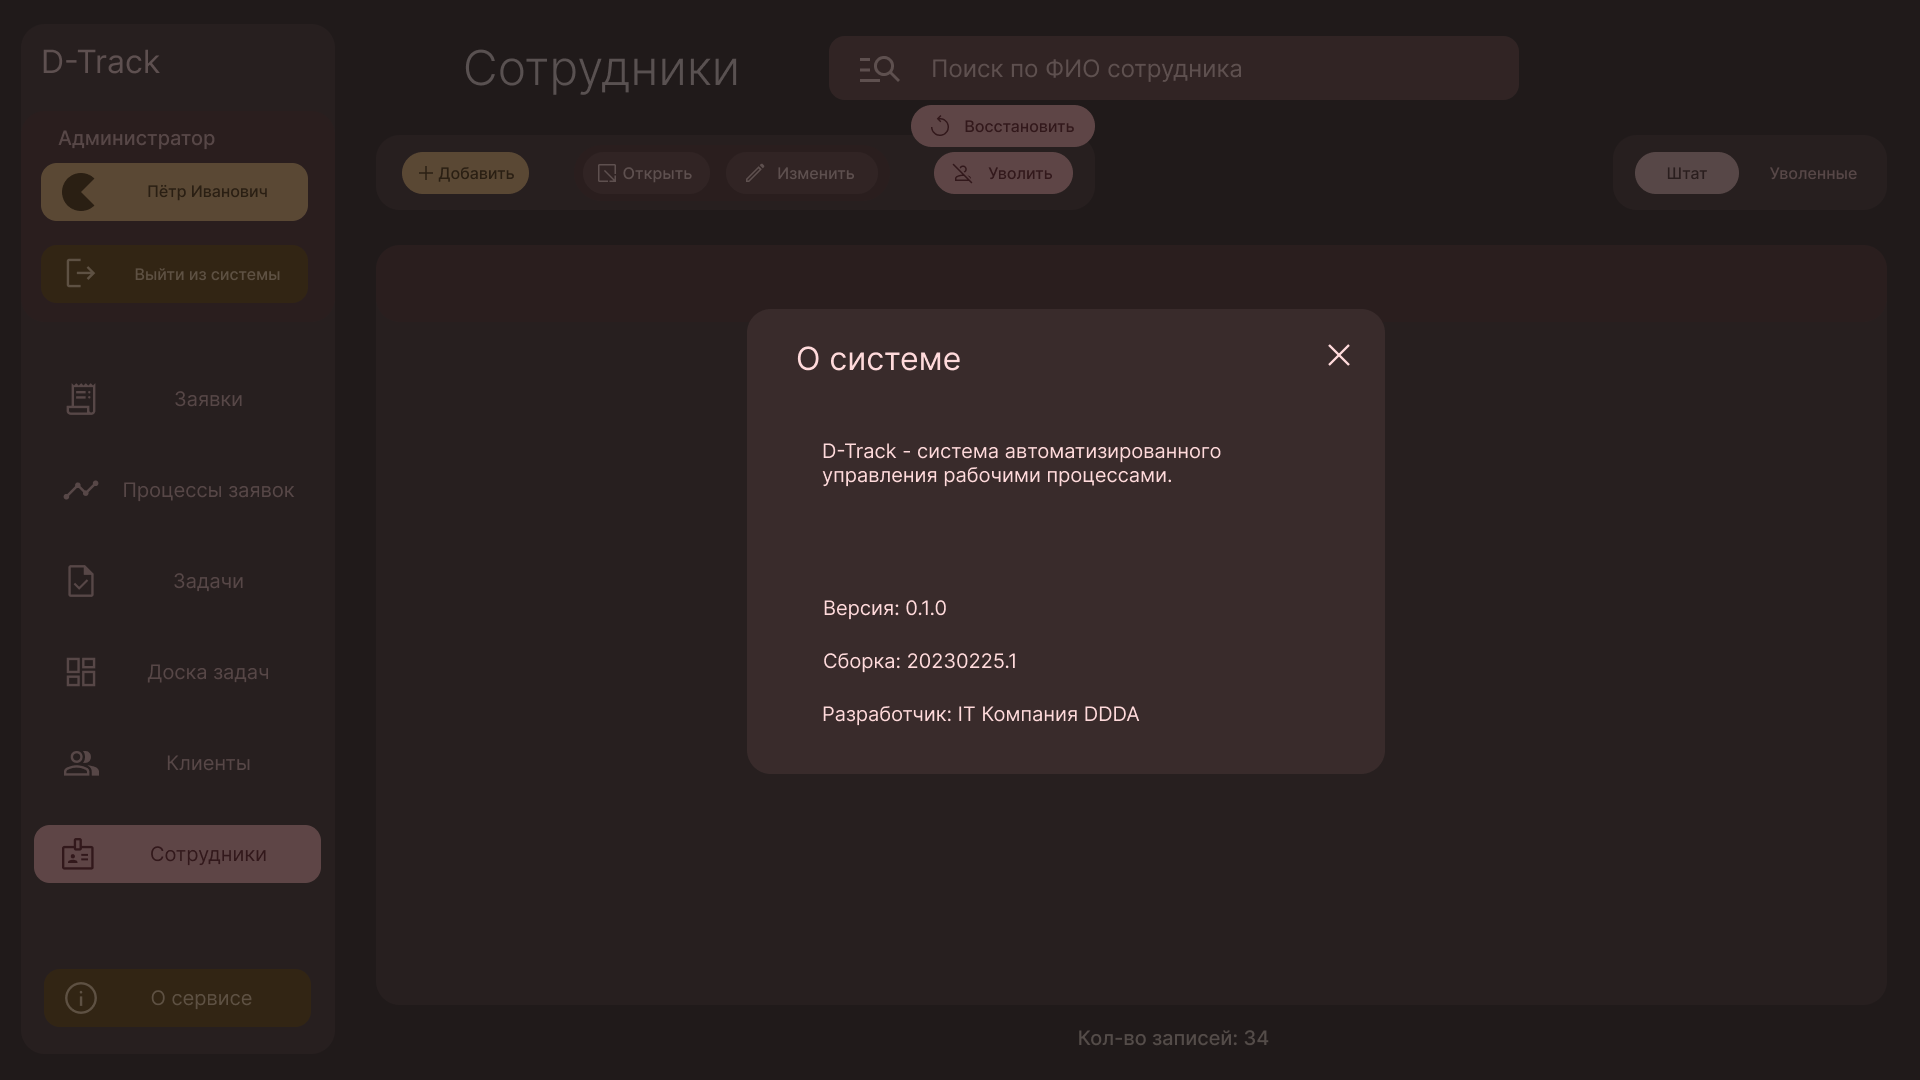 D-Track
Администратор
Пётр Иванович
Выйти из системы
Заявки
Процессы заявок
Задачи
Доска задач
Клиенты
Сотрудники
О сервисе
Сотрудники
Поиск по ФИО сотрудника
Восстановить
Добавить
Открыть
Изменить
Уволить
Штат
Уволенные
О системе
D-Track - система автоматизированного
управления рабочими процессами.
Версия: 0.1.0
Сборка: 20230225.1
Разработчик: IT Компания DDDA
Кол-во записей: 34